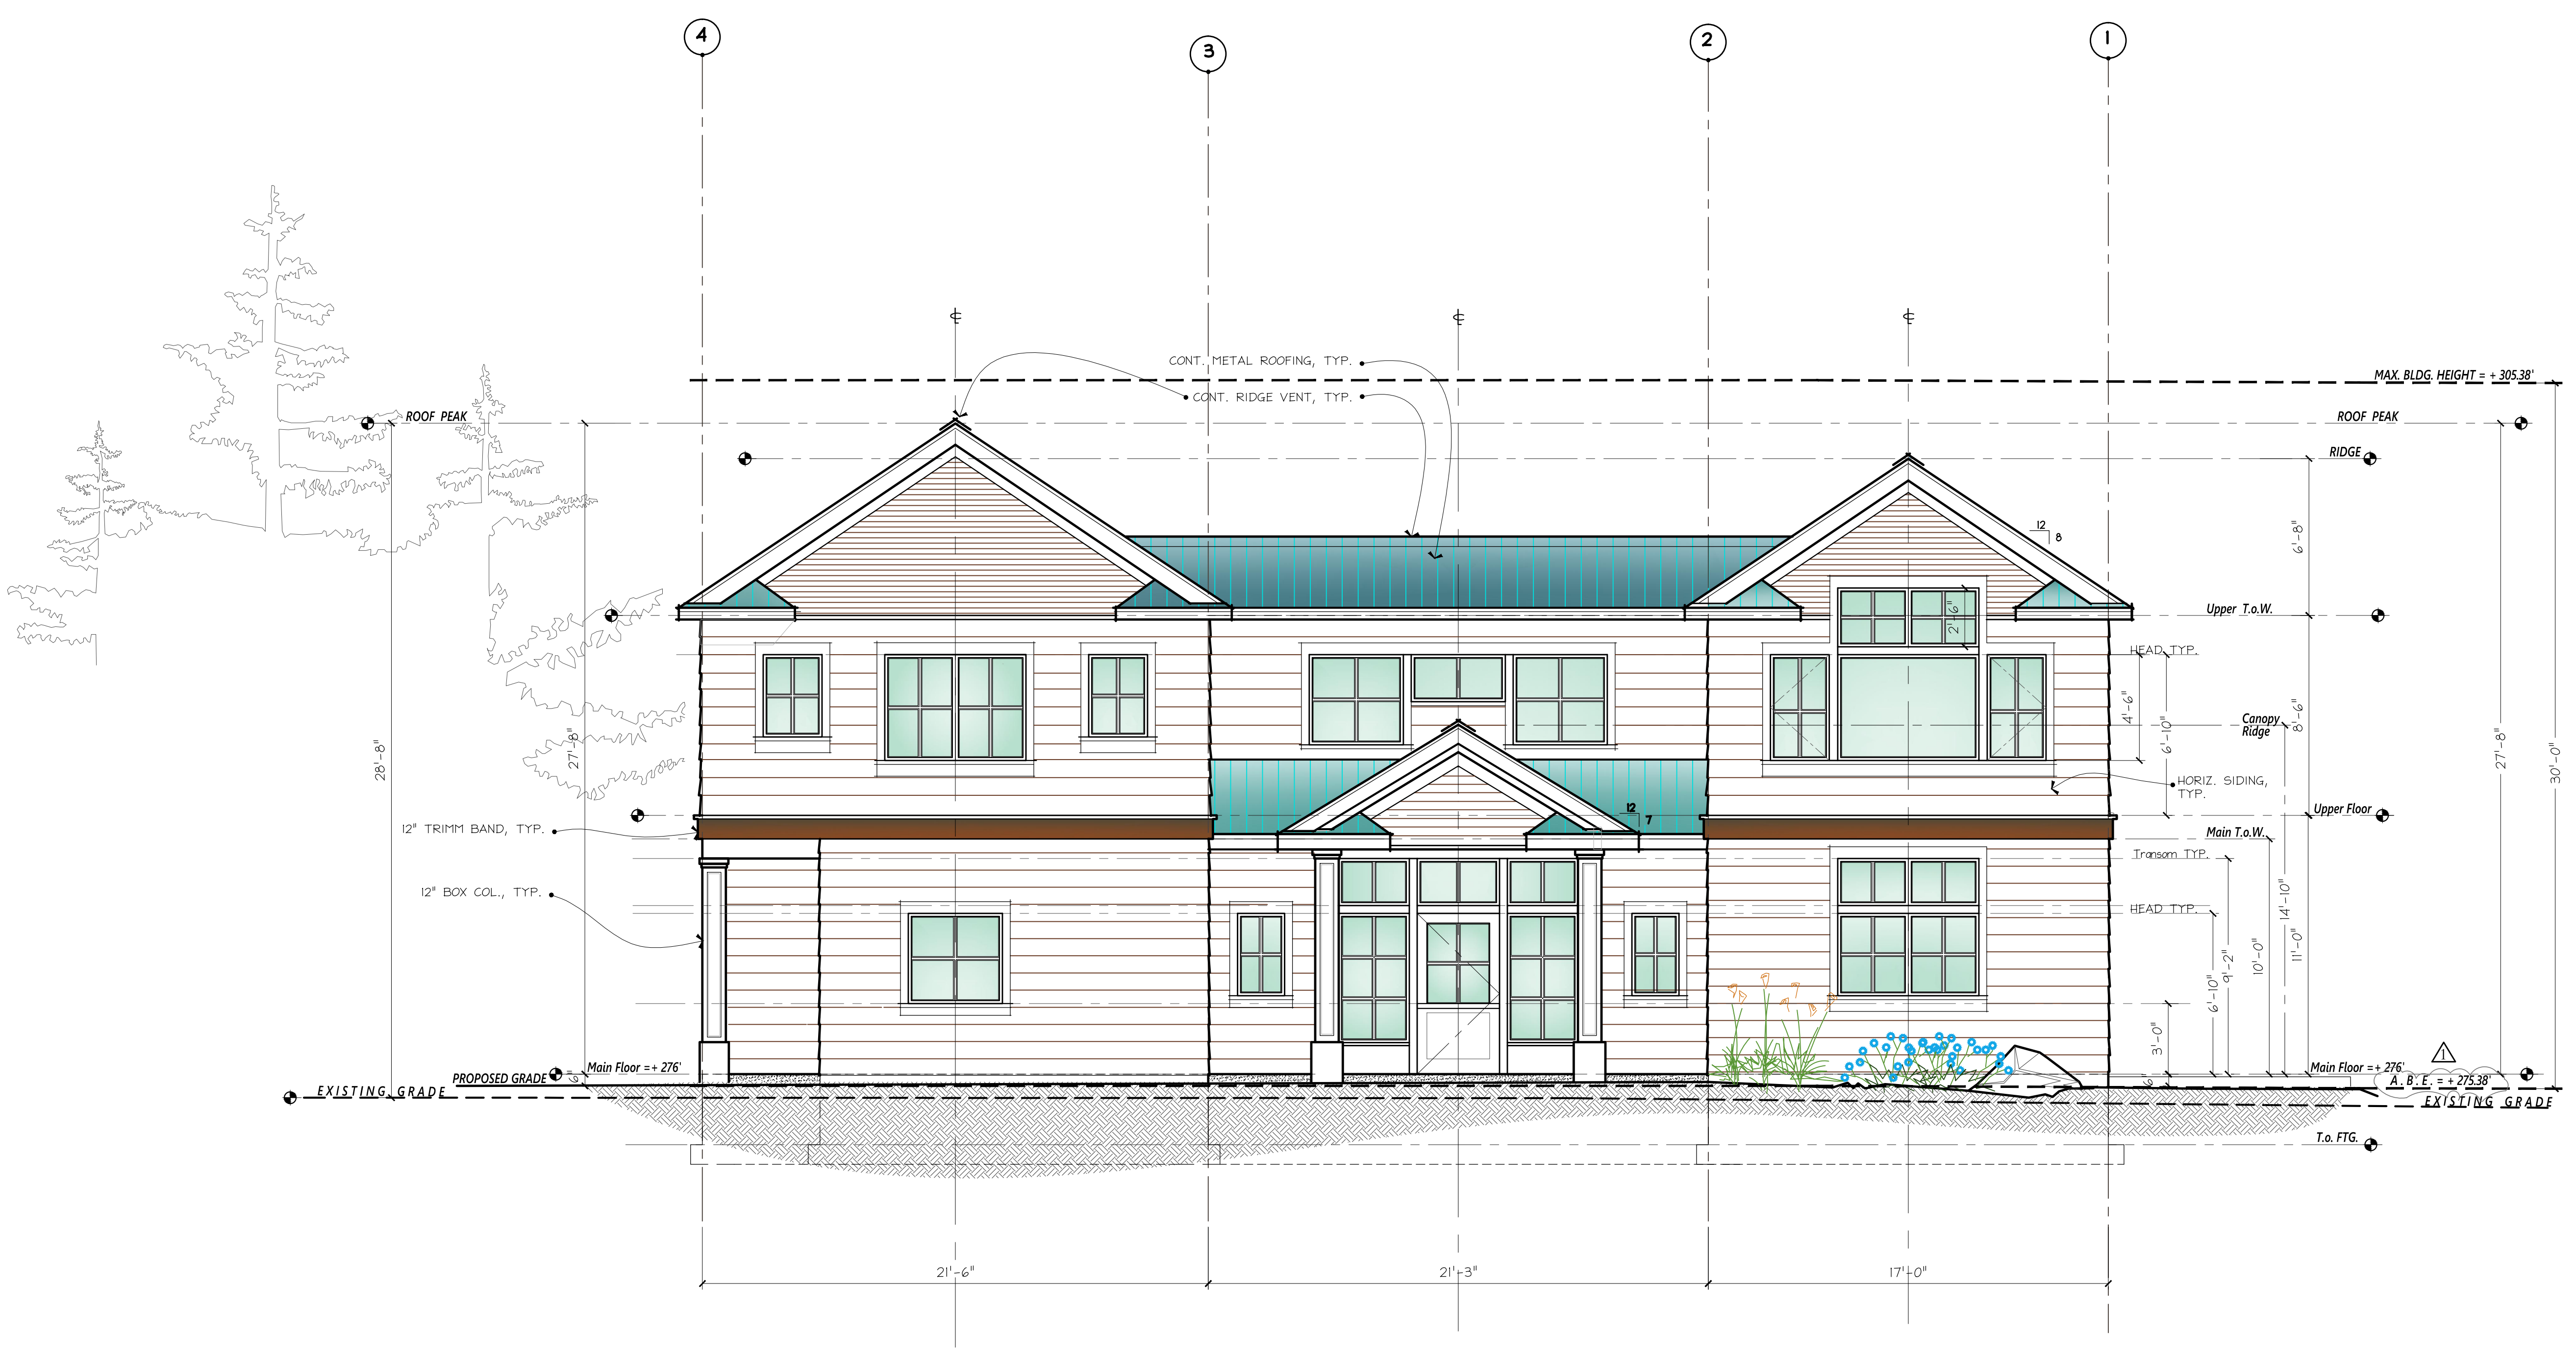 4
3
2
1
CONT. METAL ROOFING, TYP.
CONT. RIDGE VENT, TYP.
MAX. BLDG. HEIGHT = + 305.38'
ROOF PEAK
ROOF PEAK
RIDGE
12
8
6'-8"
2'-6"
Upper T.o.W.
HEAD TYP.
4'-6"
6'-10"
8'-6"
Canopy
Ridge
28'-8"
27'-8"
27'-8"
30'-0"
HORIZ. SIDING,
TYP.
12
7
Upper Floor
12" TRIMM BAND, TYP.
Main T.o.W.
Transom TYP.
12" BOX COL., TYP.
HEAD TYP.
14'-10"
11'-0"
10'-0"
9'-2"
6'-10"
3'-0"
1
Main Floor =+ 276'
Main Floor =+ 276'
PROPOSED GRADE
6"
6"
A.B.E. = + 275.38'
EXISTING GRADE
EXISTING GRADE
T.o. FTG.
21'-6"
21'-3"
17'-0"